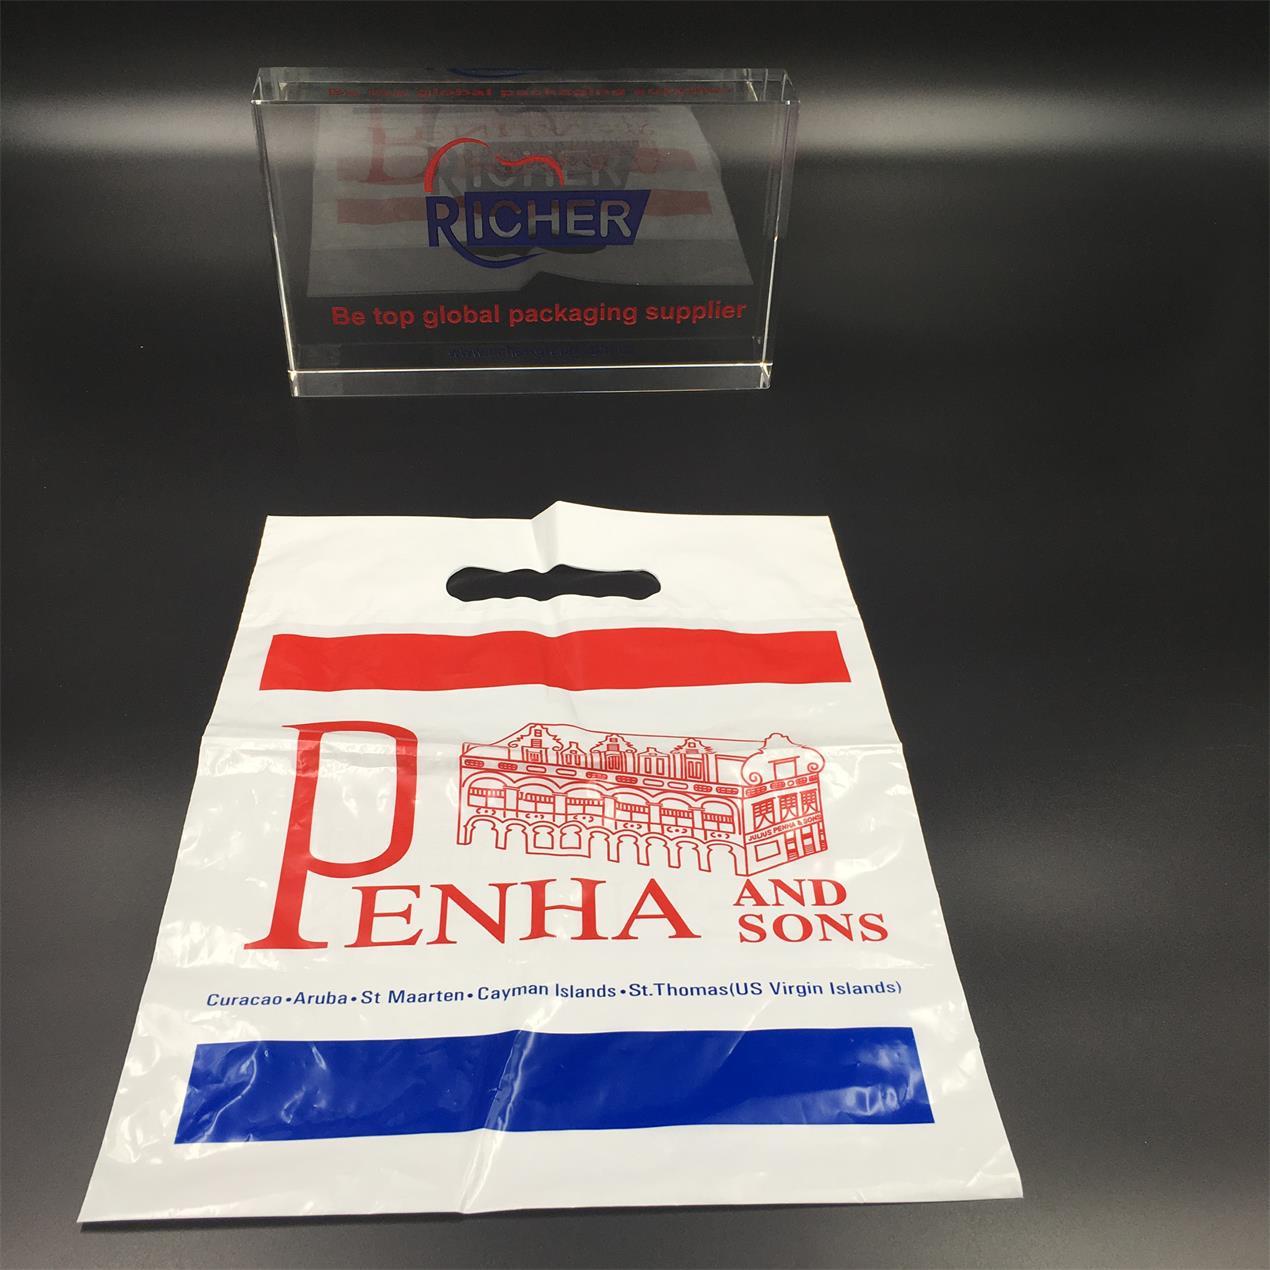 RICHER
Be top global packaging supplier
JULIUS PENHA & SONS
PENHA AND SONS
Curacao•Aruba•St Maarten•Cayman Islands•St.Thomas(US Virgin Islands)